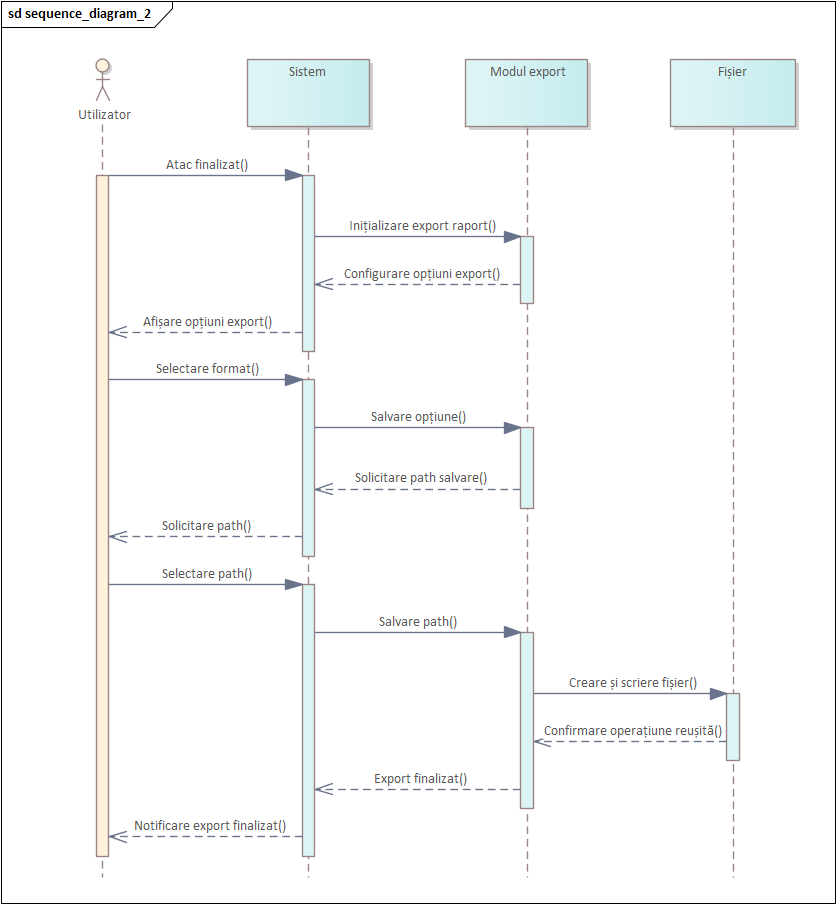 sd sequence_diagram_2
Utilizator
Sistem
Modul export
Fișier
Atac finalizat()
Inițializare export raport()
Configurare opțiuni export()
Afișare opțiuni export()
Selectare format()
Salvare opțiune()
Solicitare path salvare()
Solicitare path()
Selectare path()
Salvare path()
Creare și scriere fișier()
Confirmare operațiune reușită()
Export finalizat()
Notificare export finalizat()